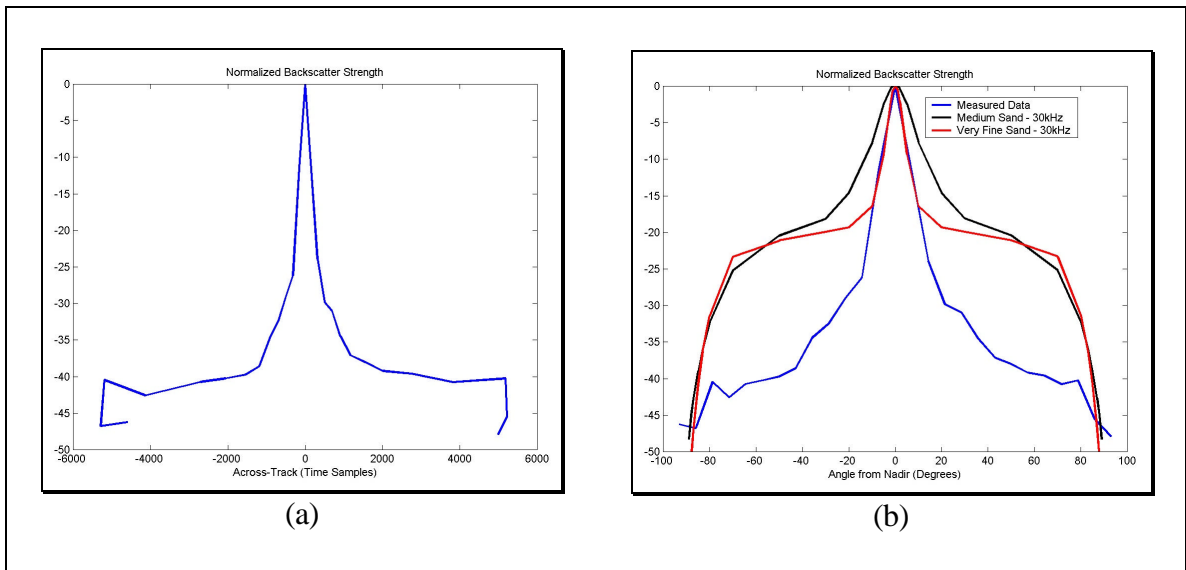 Normalized Backscatter Strength
0
-5
-10
-15
-20
-25
-30
-35
-40
-45
-50
-6000 -4000 -2000 0 2000 4000 6000
Across-Track (Time Samples)
(a)
Normalized Backscatter Strength
0
-5
-10
-15
-20
-25
-30
-35
-40
-45
-50
Measured Data
Medium Sand - 30kHz
Very Fine Sand - 30kHz
-100 -80 -60 -40 -20 0 20 40 60 80 100
Angle from Nadir (Degrees)
(b)